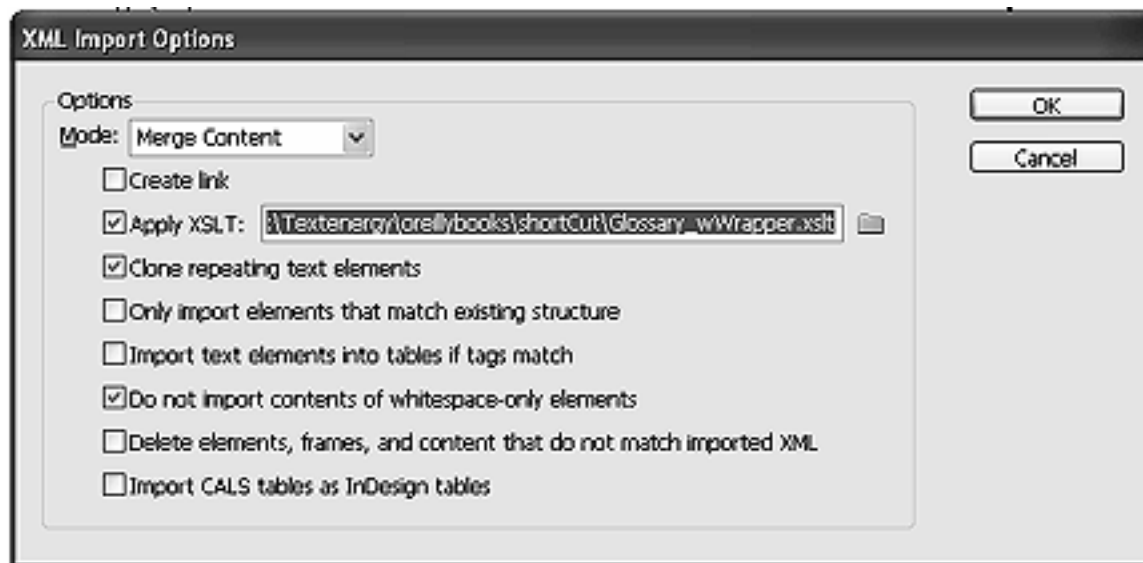 XML Import Options
Options
OK
Mode: Merge Content
Cancel
Create link
Apply XSLT: :\Textenergy\oreillybooks\shortCut\Glossary_wWrapper.xslt
Clone repeating text elements
Only import elements that match existing structure
Import text elements into tables if tags match
Do not import contents of whitespace-only elements
Delete elements, frames, and content that do not match imported XML
Import CALS tables as InDesign tables